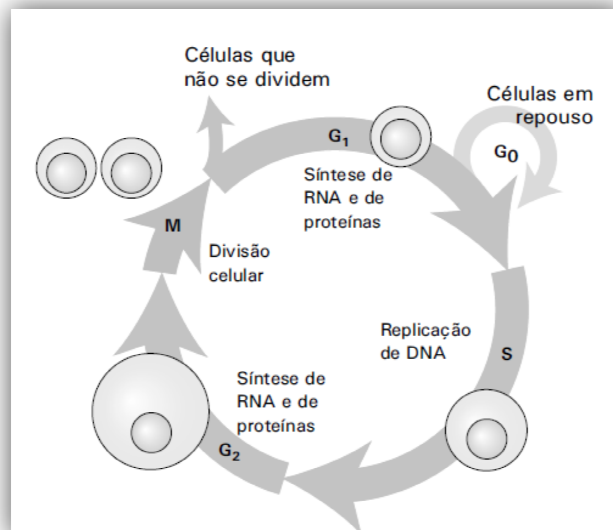 Células que
não se dividem
Células em
repouso
G₁
G₀
Síntese de
RNA e de
proteínas
M
Divisão
celular
Replicação
de DNA
S
Síntese de
RNA e de
proteínas
G₂